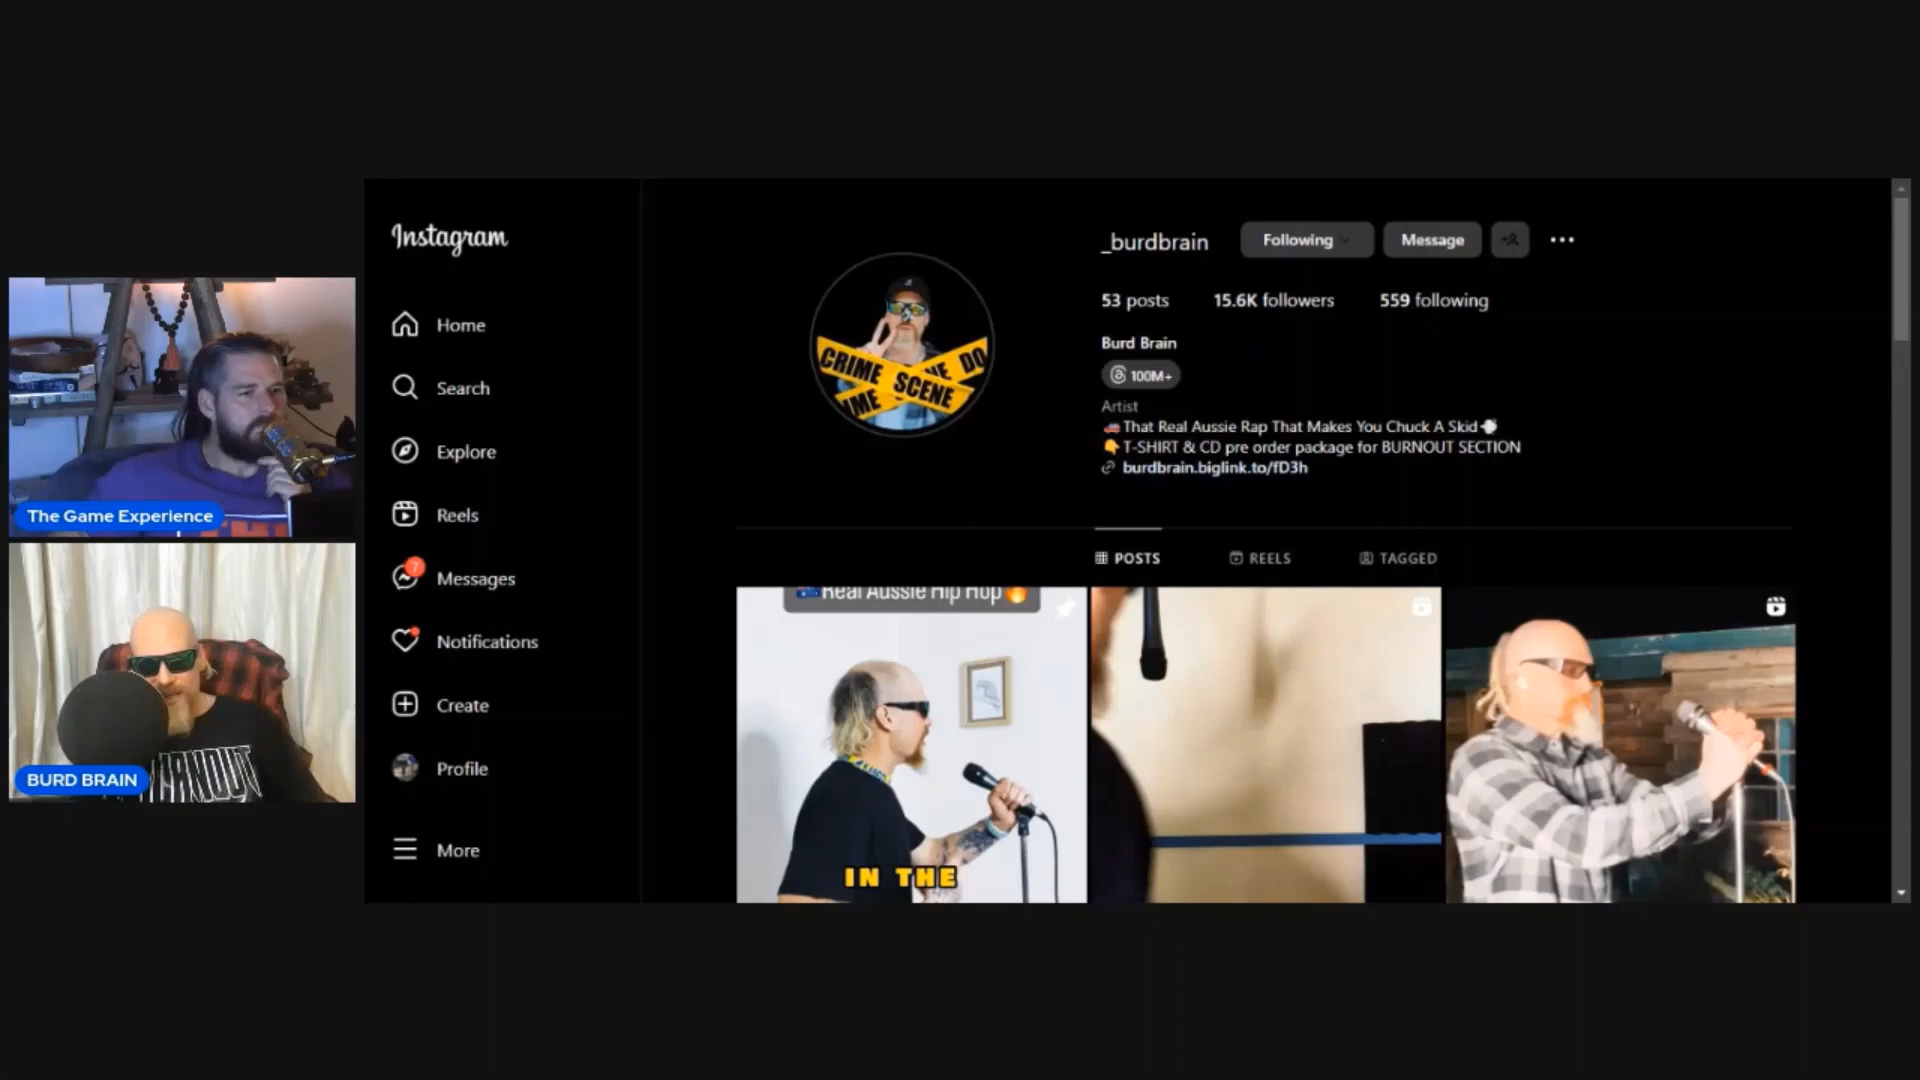 The Game Experience
BURD BRAIN
Instagram
Home
Search
Explore
Reels
7
Messages
Notifications
Create
Profile
More
_burdbrain
Following
Message
53 posts
15.6K followers
559 following
Burd Brain
100M+
Artist
That Real Aussie Rap That Makes You Chuck A Skid
T-SHIRT & CD pre order package for BURNOUT SECTION
burdbrain.biglink.to/fD3h
CRIME SCENE DO
POSTS
REELS
TAGGED
Real Aussie Hip Hop
IN THE